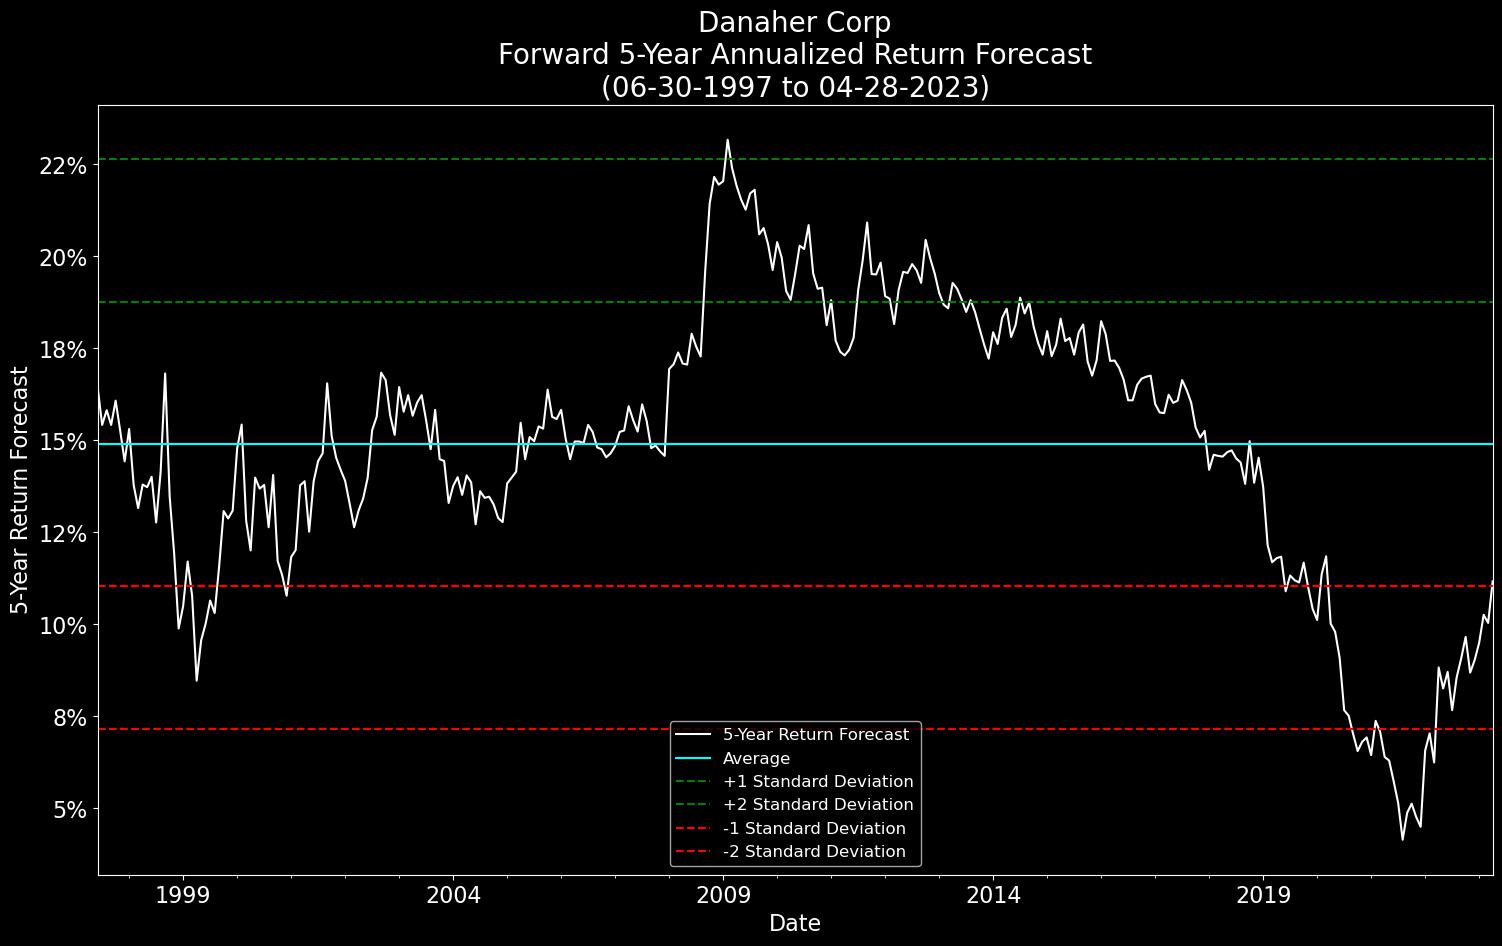 Danaher Corp
Forward 5-Year Annualized Return Forecast
(06-30-1997 to 04-28-2023)
22%
20%
18%
15%
12%
10%
8%
5%
5-Year Return Forecast
5-Year Return Forecast
Average
+1 Standard Deviation
+2 Standard Deviation
-1 Standard Deviation
-2 Standard Deviation
1999
2004
2009
2014
2019
Date